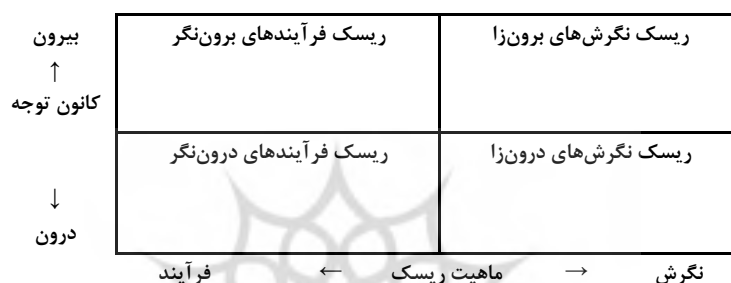 بیرون
↑
کانون توجه
↓
درون
ریسک نگرش‌های برون‌زا
ریسک فرآیندهای برون‌نگر
ریسک نگرش‌های درون‌زا
ریسک فرآیندهای درون‌نگر
نگرش → ماهیت ریسک ← فرآیند